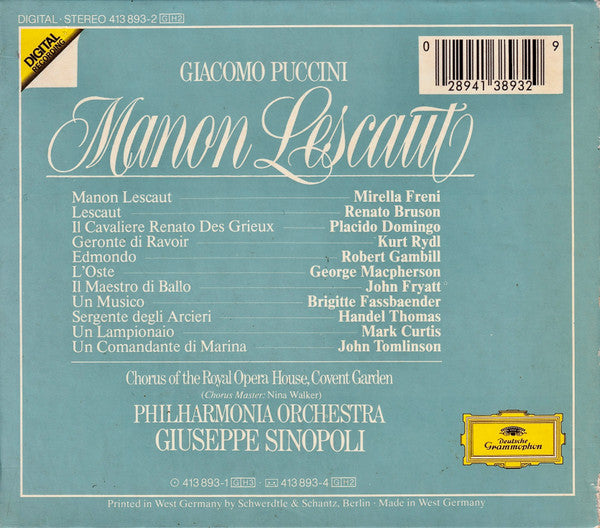 DIGITAL · STEREO 413 893-2 GH2
DIGITAL
RECORDING
0 28941 38932 9
GIACOMO PUCCINI
Manon Lescaut
Manon Lescaut Mirella Freni
Lescaut Renato Bruson
Il Cavaliere Renato Des Grieux Placido Domingo
Geronte di Ravoir Kurt Rydl
Edmondo Robert Gambill
L'Oste George Macpherson
Il Maestro di Ballo John Fryatt
Un Musico Brigitte Fassbaender
Sergente degli Arcieri Handel Thomas
Un Lampionaio Mark Curtis
Un Comandante di Marina John Tomlinson
Chorus of the Royal Opera House, Covent Garden
(Chorus Master: Nina Walker)
PHILHARMONIA ORCHESTRA
GIUSEPPE SINOPOLI
Deutsche
Grammophon
413 893-1 GH3 · 413 893-4 GH2
Printed in West Germany by Schwerdtle & Schantz, Berlin · Made in West Germany